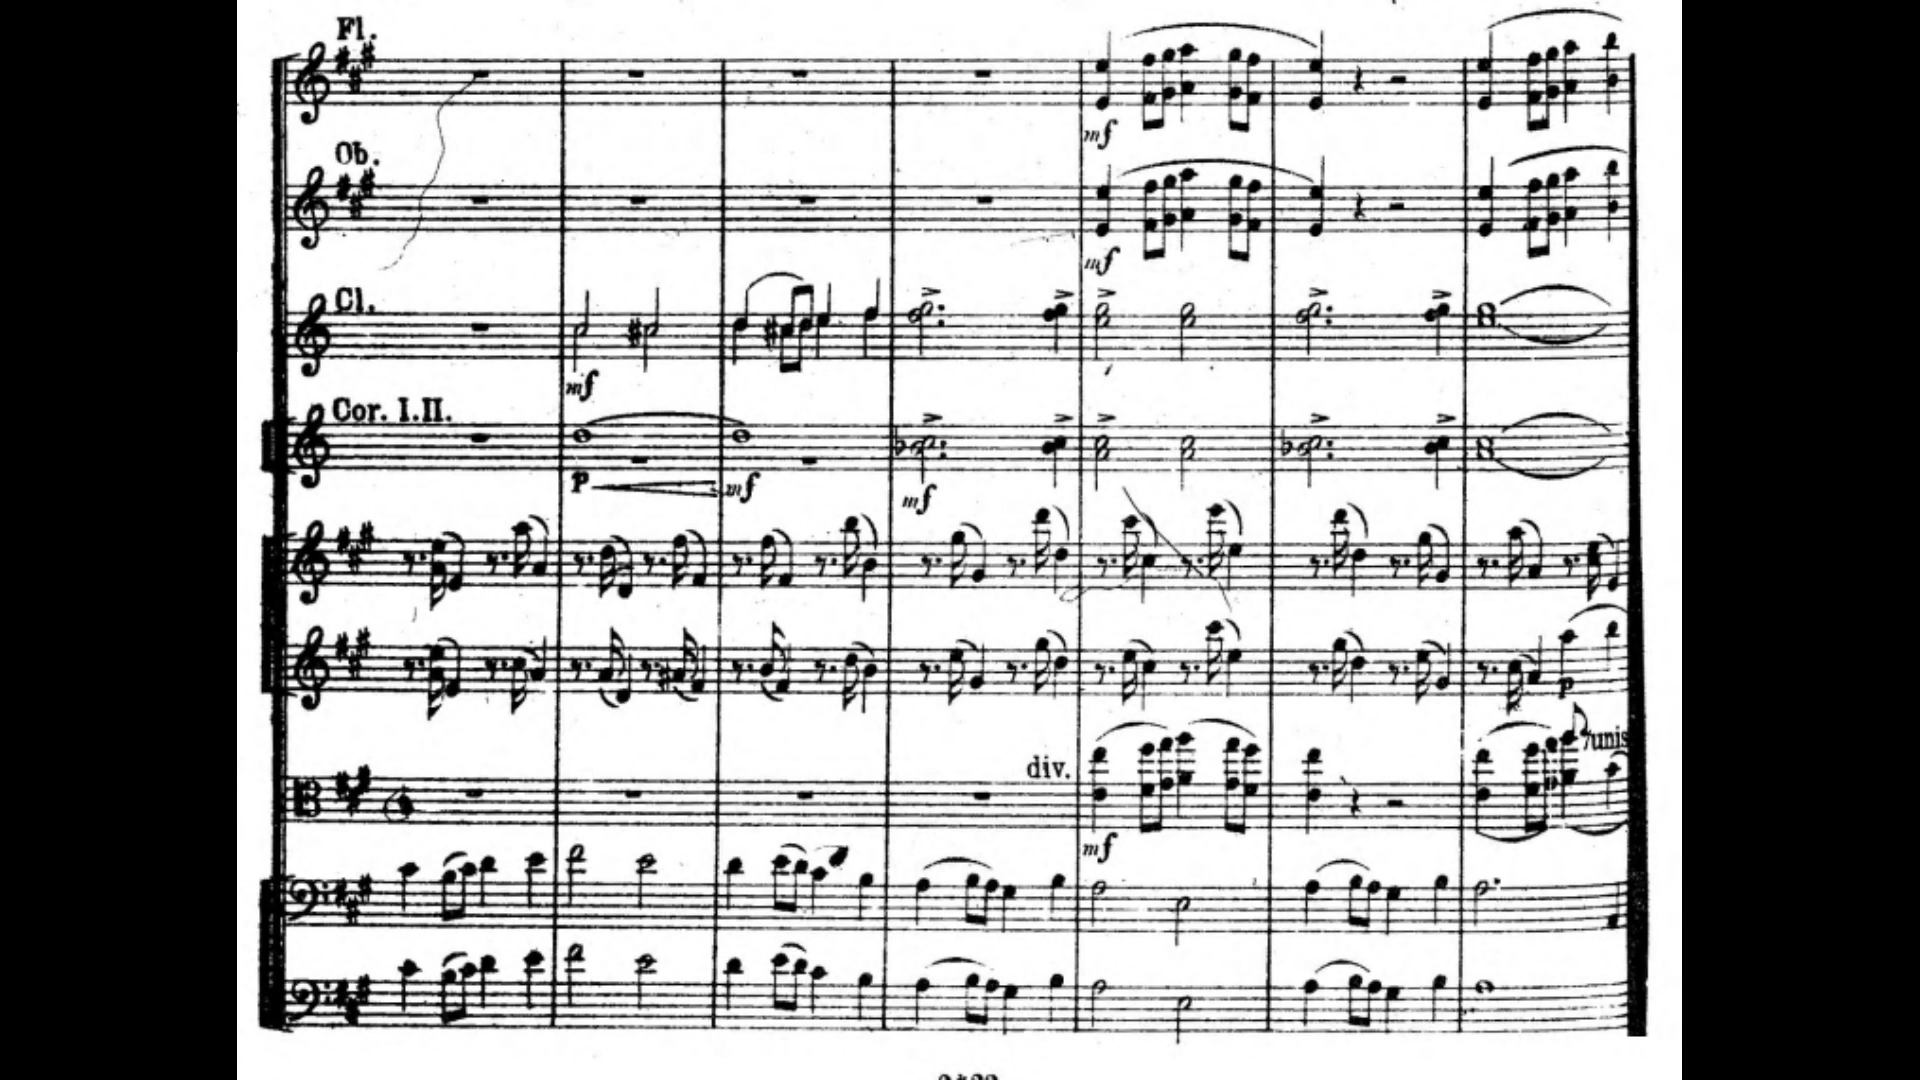 Fl.
mf
Ob.
mf
Cl.
mf
Cor. I.II.
p mf mf
p
unis
div.
mf